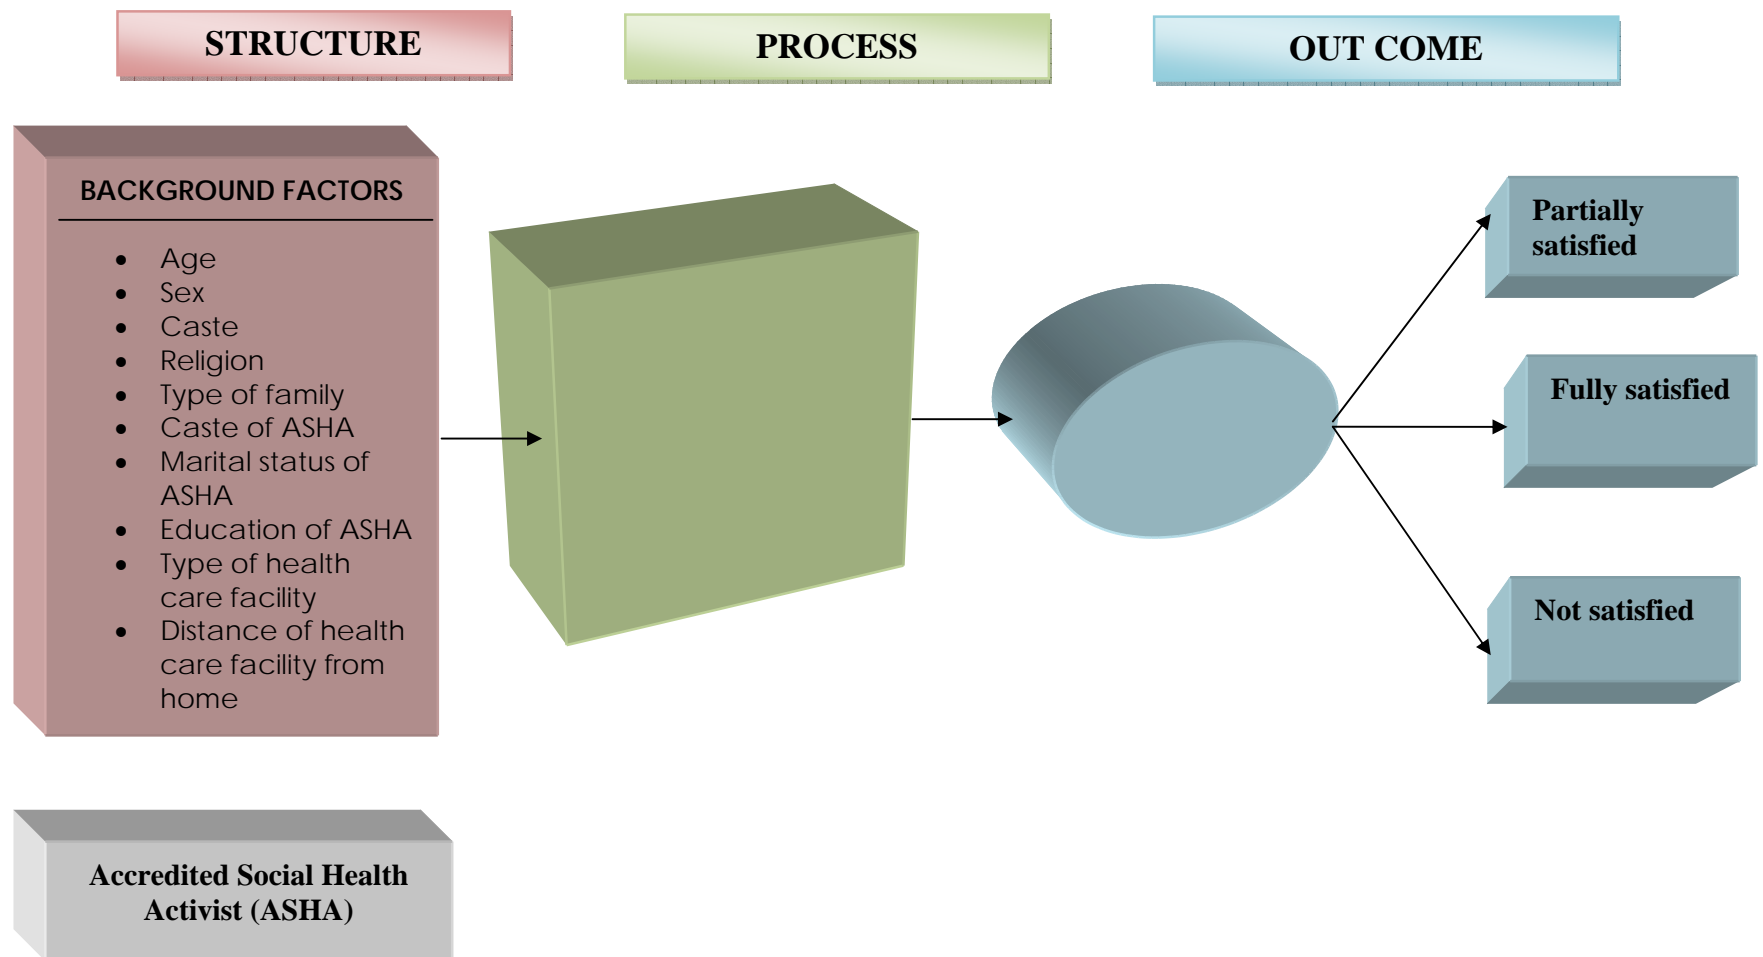 STRUCTURE
PROCESS
OUT COME
BACKGROUND FACTORS
• Age
• Sex
• Caste
• Religion
• Type of family
• Caste of ASHA
• Marital status of
ASHA
• Education of ASHA
• Type of health
care facility
• Distance of health
care facility from
home
Partially
satisfied
Fully satisfied
Not satisfied
Accredited Social Health
Activist (ASHA)